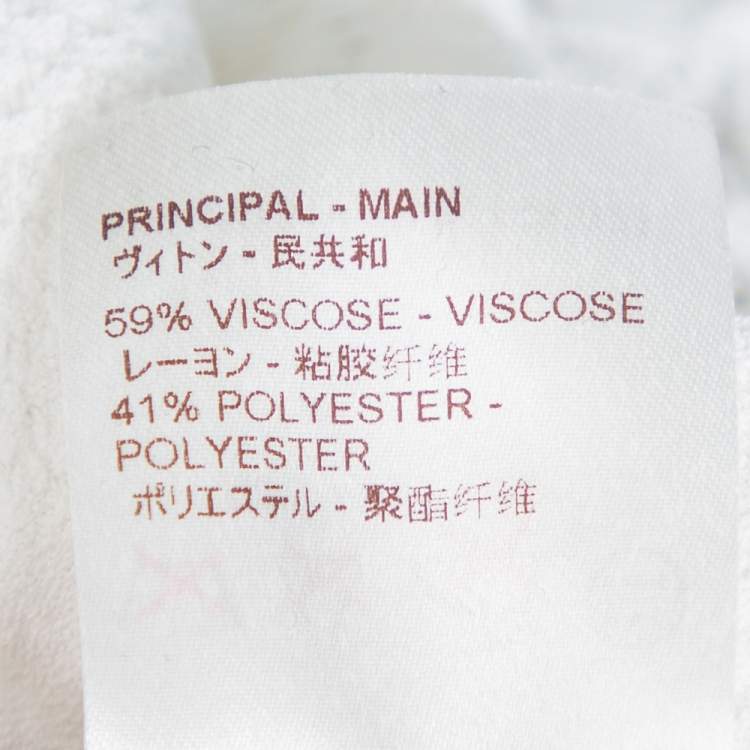 PRINCIPAL - MAIN
ヴィトン - 民共和
59% VISCOSE - VISCOSE
レーヨン - 粘胶纤维
41% POLYESTER -
POLYESTER
ポリエステル - 聚酯纤维